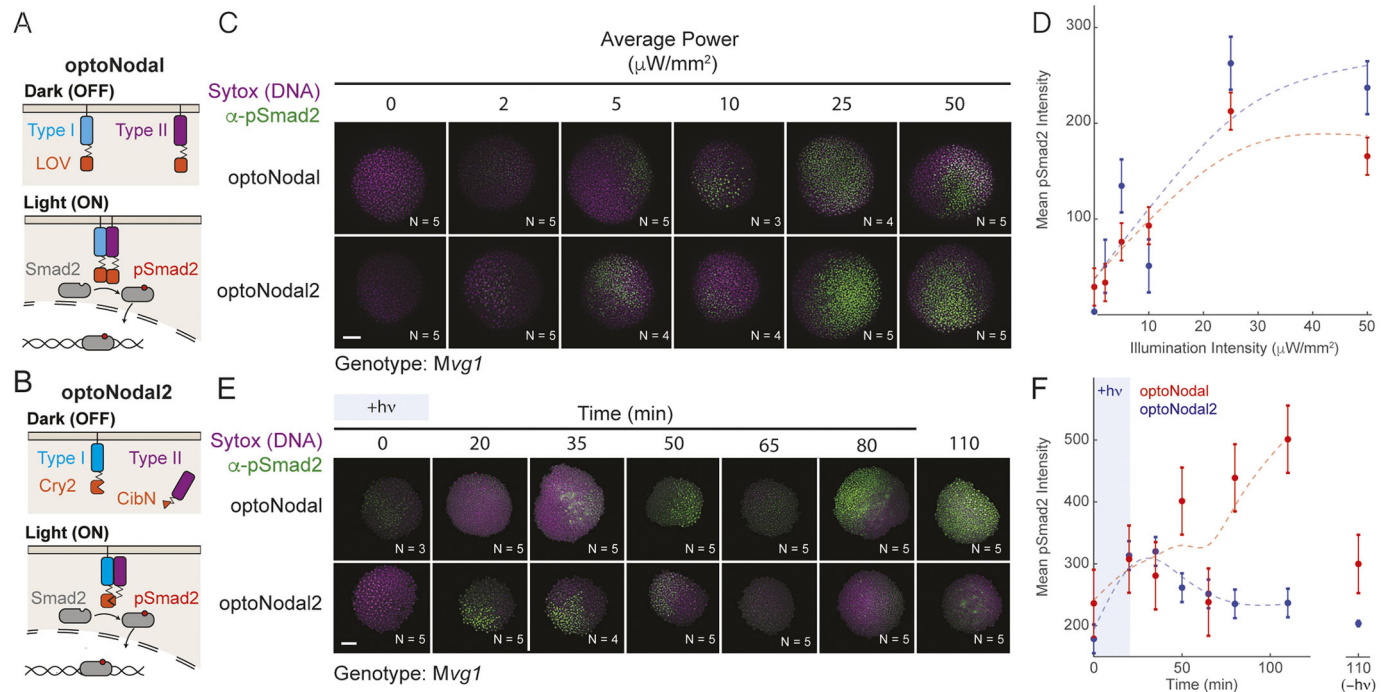 A
optoNodal
Dark (OFF)
Type I
Type II
LOV
Light (ON)
Smad2
pSmad2
B
optoNodal2
Dark (OFF)
Type I
Type II
Cry2
CibN
Light (ON)
Smad2
pSmad2
C
Average Power
(μW/mm²)
Sytox (DNA)
α-pSmad2
0 2 5 10 25 50
optoNodal
N = 5 N = 5 N = 5 N = 3 N = 4 N = 5
optoNodal2
N = 5 N = 5 N = 4 N = 5 N = 5 N = 5
Genotype: Mvg1
D
Mean pSmad2 Intensity
300
200
100
0 10 20 30 40 50
Illumination Intensity (μW/mm²)
E
+hν
Time (min)
Sytox (DNA)
α-pSmad2
0 20 35 50 65 80 110
optoNodal
N = 3 N = 5 N = 5 N = 5 N = 5 N = 5 N = 5
optoNodal2
N = 5 N = 5 N = 4 N = 5 N = 5 N = 5 N = 5
Genotype: Mvg1
F
+hν
optoNodal
optoNodal2
Mean pSmad2 Intensity
500
400
300
200
0 50 100 110
Time (min) (-hν)